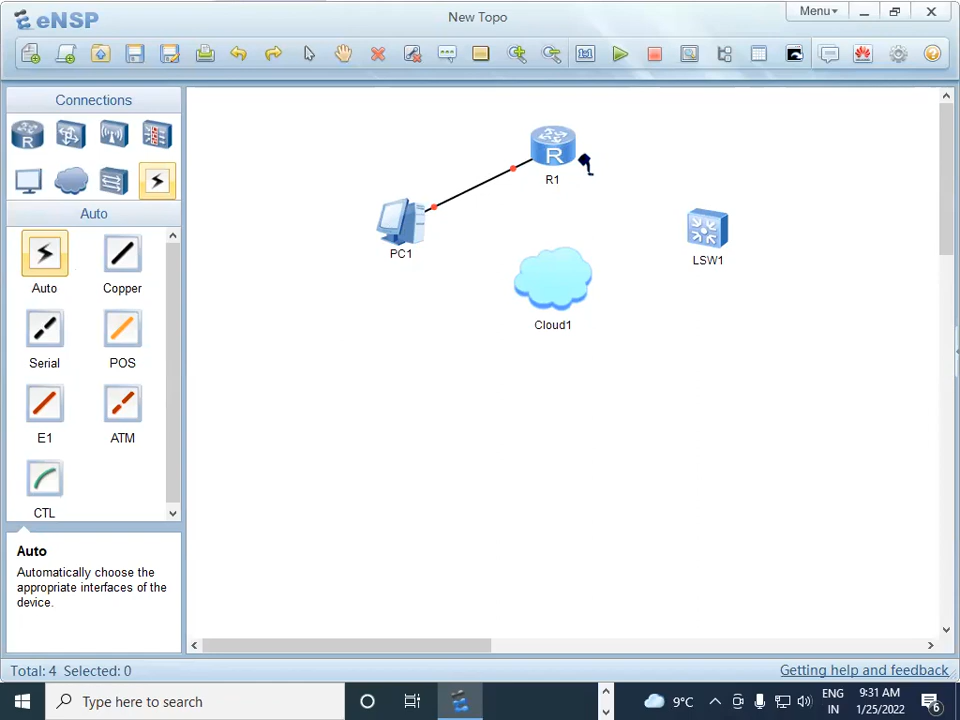 eNSP
New Topo
Menu
Connections
R
Auto
Auto
Copper
Serial
POS
E1
ATM
CTL
Auto
Automatically choose the
appropriate interfaces of the
device.
R
R1
PC1
LSW1
Cloud1
Total: 4 Selected: 0
Getting help and feedback
Type here to search
9°C
ENG
IN
9:31 AM
1/25/2022
6